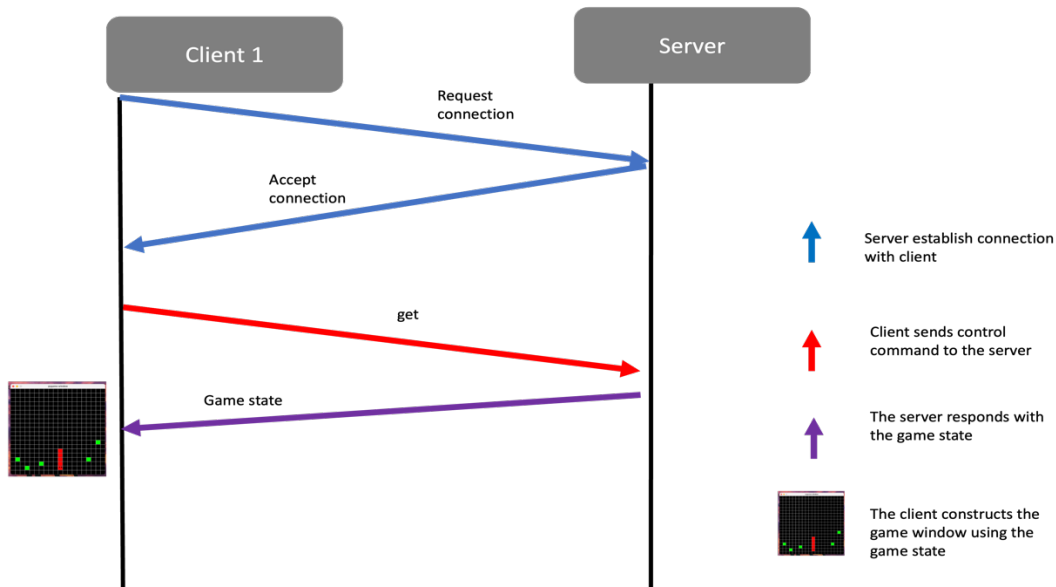 Client 1
Server
Request
connection
Accept
connection
get
Game state
Server establish connection
with client
Client sends control
command to the server
The server responds with
the game state
The client constructs the
game window using the
game state